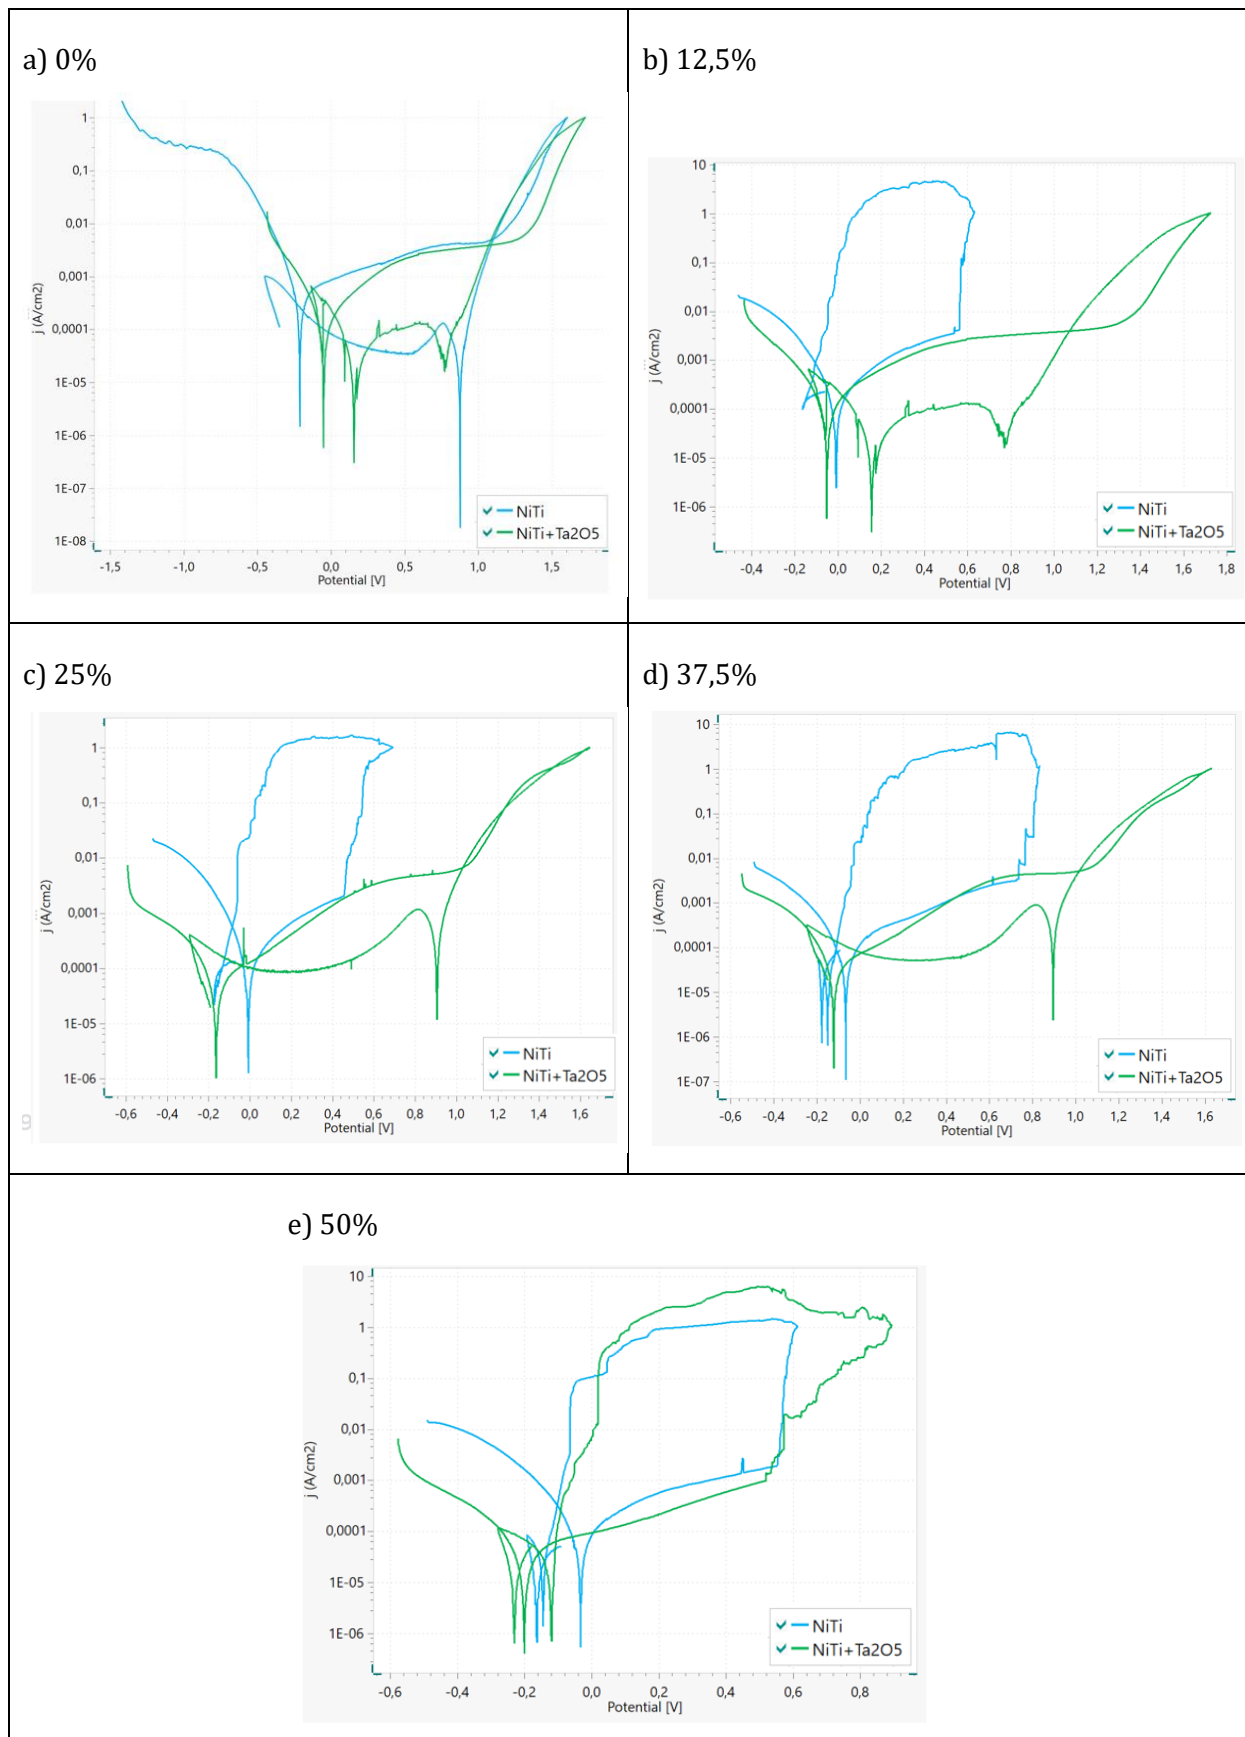 a) 0%
1
0,1
0,01
0,001
0,0001
1E-05
1E-06
1E-07
1E-08
j (A/cm2)
-1,5 -1,0 -0,5 0,0 0,5 1,0 1,5
Potential [V]
NiTi
NiTi+Ta2O5
b) 12,5%
10
1
0,1
0,01
0,001
0,0001
1E-05
1E-06
j (A/cm2)
-0,4 -0,2 0,0 0,2 0,4 0,6 0,8 1,0 1,2 1,4 1,6 1,8
Potential [V]
NiTi
NiTi+Ta2O5
c) 25%
1
0,1
0,01
0,001
0,0001
1E-05
1E-06
j (A/cm2)
-0,6 -0,4 -0,2 0,0 0,2 0,4 0,6 0,8 1,0 1,2 1,4 1,6
Potential [V]
NiTi
NiTi+Ta2O5
d) 37,5%
10
1
0,1
0,01
0,001
0,0001
1E-05
1E-06
1E-07
j (A/cm2)
-0,6 -0,4 -0,2 0,0 0,2 0,4 0,6 0,8 1,0 1,2 1,4 1,6
Potential [V]
NiTi
NiTi+Ta2O5
e) 50%
10
1
0,1
0,01
0,001
0,0001
1E-05
1E-06
j (A/cm2)
-0,6 -0,4 -0,2 0,0 0,2 0,4 0,6 0,8
Potential [V]
NiTi
NiTi+Ta2O5